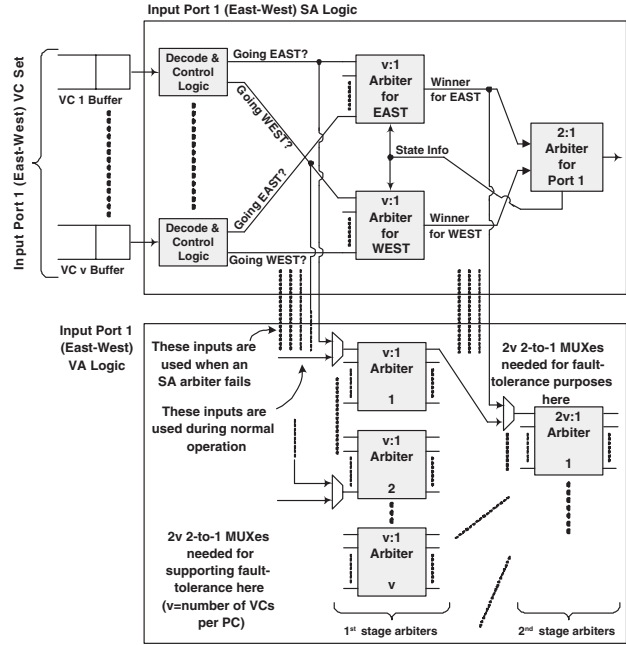 Input Port 1 (East-West) SA Logic
Input Port 1 (East-West) VC Set
VC 1 Buffer
VC v Buffer
Decode &
Control
Logic
Decode &
Control
Logic
Going EAST?
Going WEST?
Going EAST?
Going WEST?
v:1
Arbiter
for
EAST
State Info
v:1
Arbiter
for
WEST
Winner
for EAST
Winner
for WEST
2:1
Arbiter
for
Port 1
Input Port 1
(East-West)
VA Logic
These inputs are
used when an
SA arbiter fails
These inputs are
used during normal
operation
2v 2-to-1 MUXes
needed for
supporting fault-
tolerance here
(v=number of VCs
per PC)
v:1
Arbiter
1
v:1
Arbiter
2
v:1
Arbiter
v
1st stage arbiters
2v 2-to-1 MUXes
needed for fault-
tolerance purposes
here
2v:1
Arbiter
1
2nd stage arbiters